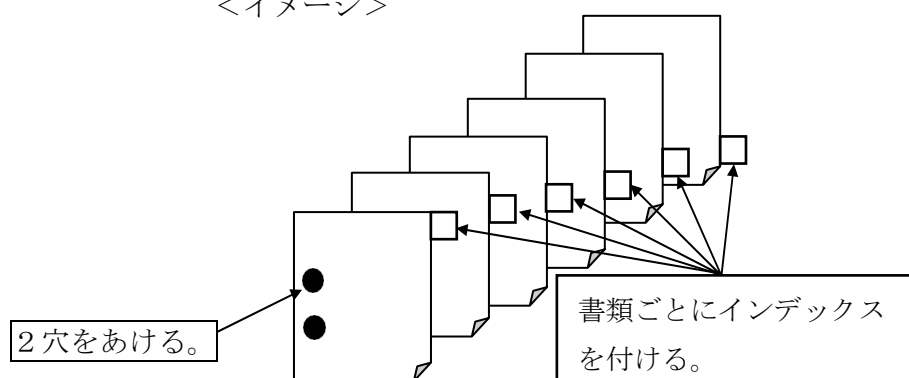 ＜イメージ＞
２穴をあける。
書類ごとにインデックス
を付ける。